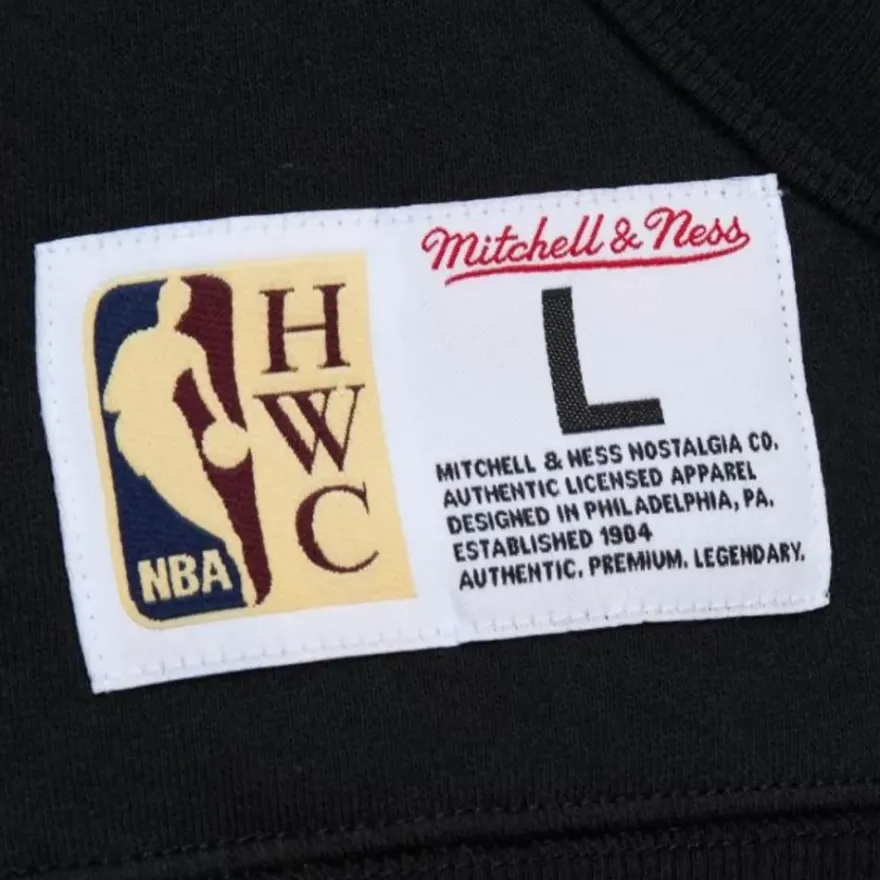 H
W
C
NBA
Mitchell & Ness
L
MITCHELL & NESS NOSTALGIA CO.
AUTHENTIC LICENSED APPAREL
DESIGNED IN PHILADELPHIA, PA.
ESTABLISHED 1904
AUTHENTIC. PREMIUM. LEGENDARY.